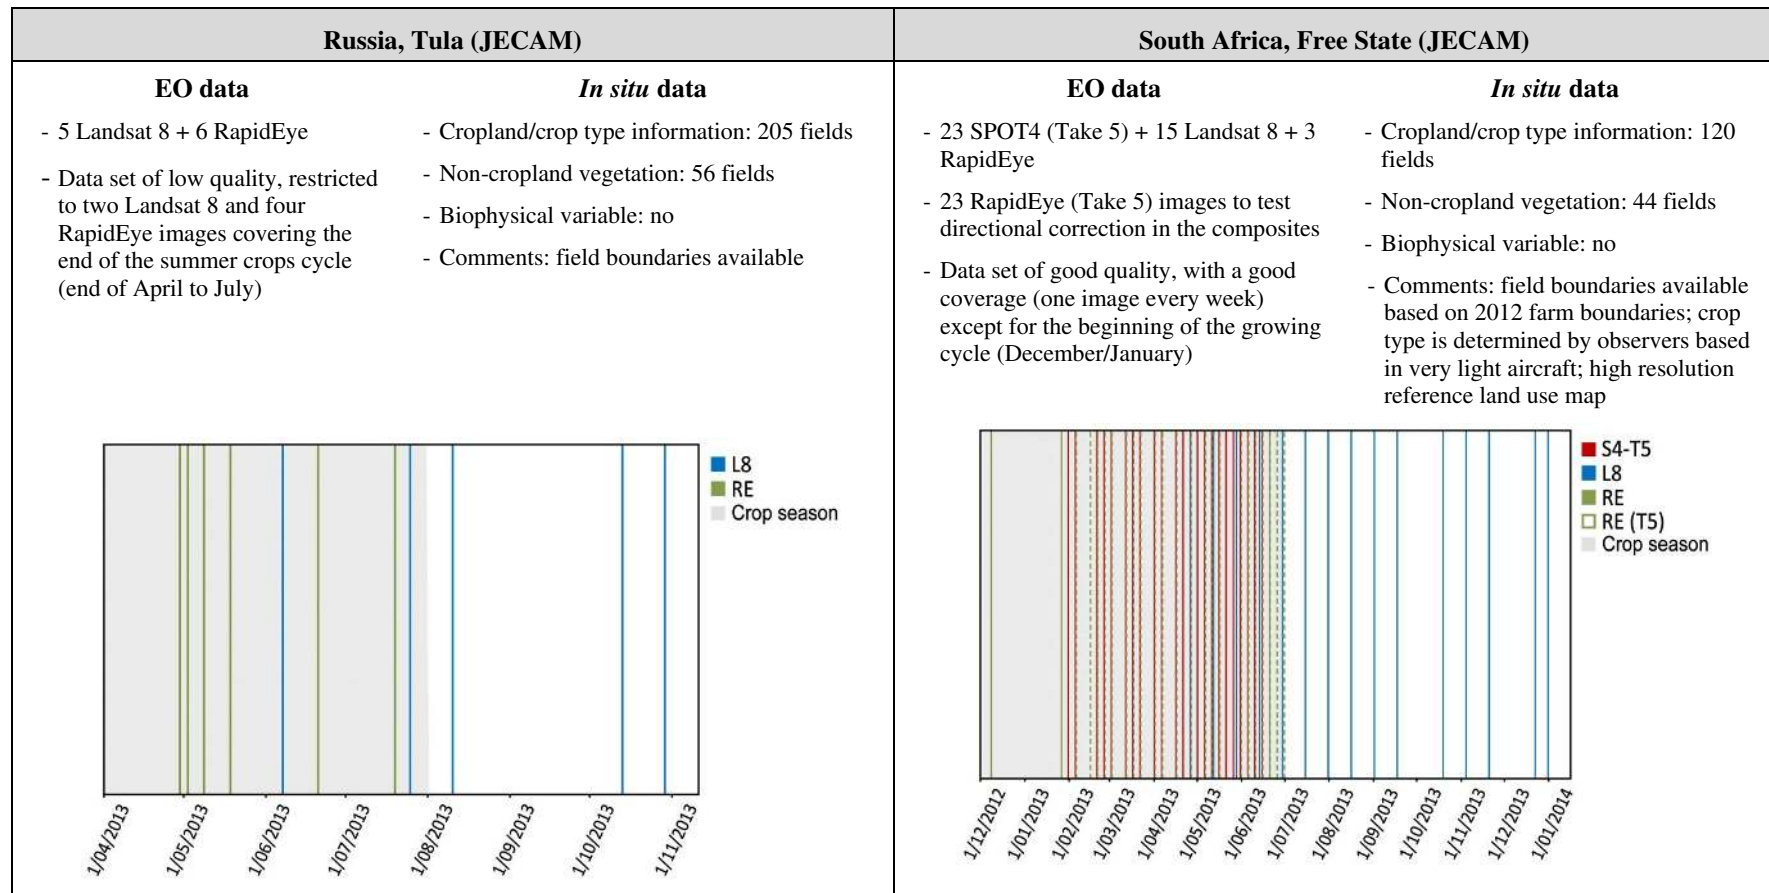 Russia, Tula (JECAM)
EO data
- 5 Landsat 8 + 6 RapidEye
- Data set of low quality, restricted
to two Landsat 8 and four
RapidEye images covering the
end of the summer crops cycle
(end of April to July)
In situ data
- Cropland/crop type information: 205 fields
- Non-cropland vegetation: 56 fields
- Biophysical variable: no
- Comments: field boundaries available
L8
RE
Crop season
1/04/2013
1/05/2013
1/06/2013
1/07/2013
1/08/2013
1/09/2013
1/10/2013
1/11/2013
South Africa, Free State (JECAM)
EO data
- 23 SPOT4 (Take 5) + 15 Landsat 8 + 3
RapidEye
- 23 RapidEye (Take 5) images to test
directional correction in the composites
- Data set of good quality, with a good
coverage (one image every week)
except for the beginning of the growing
cycle (December/January)
In situ data
- Cropland/crop type information: 120
fields
- Non-cropland vegetation: 44 fields
- Biophysical variable: no
- Comments: field boundaries available
based on 2012 farm boundaries; crop
type is determined by observers based
in very light aircraft; high resolution
reference land use map
S4-T5
L8
RE
RE (T5)
Crop season
1/12/2012
1/01/2013
1/02/2013
1/03/2013
1/04/2013
1/05/2013
1/06/2013
1/07/2013
1/08/2013
1/09/2013
1/10/2013
1/11/2013
1/12/2013
1/01/2014